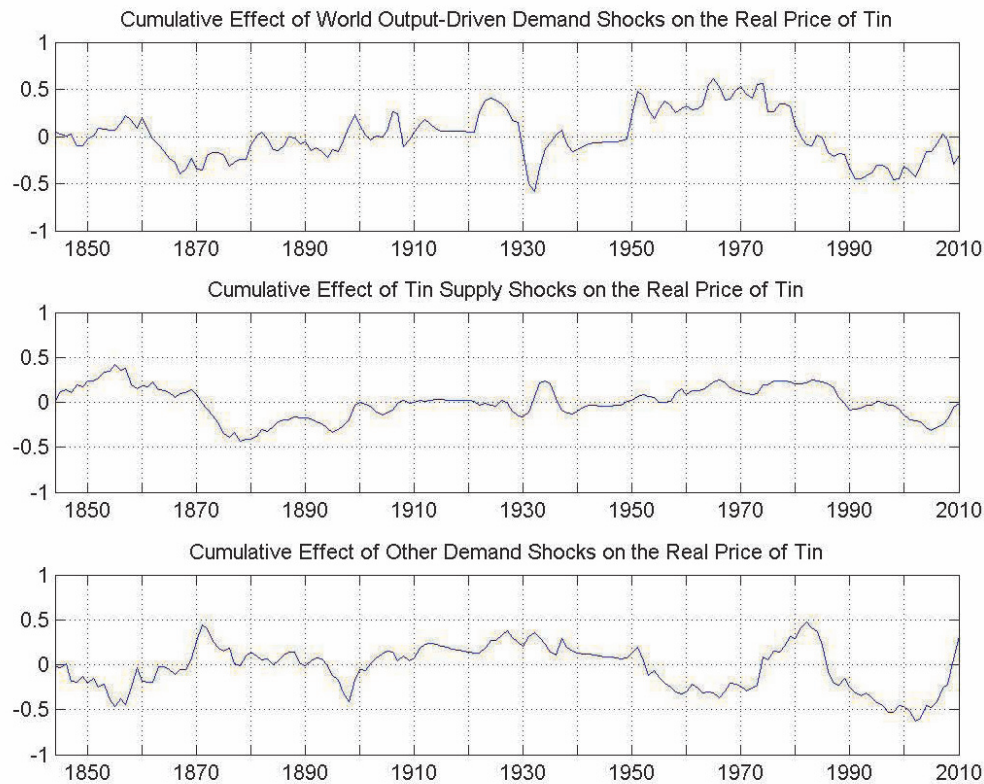 Cumulative Effect of World Output-Driven Demand Shocks on the Real Price of Tin
1
0.5
0
-0.5
-1
1850 1870 1890 1910 1930 1950 1970 1990 2010
Cumulative Effect of Tin Supply Shocks on the Real Price of Tin
1
0.5
0
-0.5
-1
1850 1870 1890 1910 1930 1950 1970 1990 2010
Cumulative Effect of Other Demand Shocks on the Real Price of Tin
1
0.5
0
-0.5
-1
1850 1870 1890 1910 1930 1950 1970 1990 2010